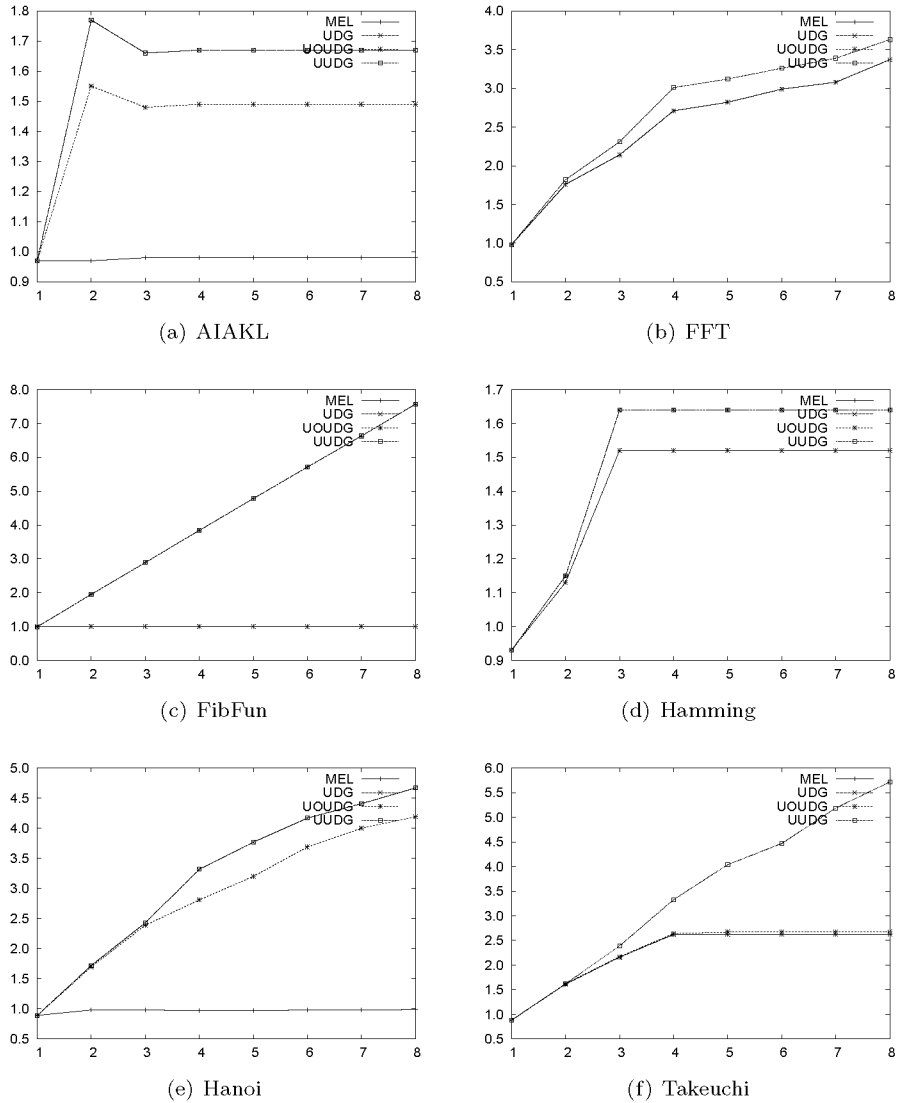 1.8
1.7
1.6
1.5
1.4
1.3
1.2
1.1
1.0
0.9
1 2 3 4 5 6 7 8
MEL
UDG
UOUDG
UUDG
(a) AIAKL
4.0
3.5
3.0
2.5
2.0
1.5
1.0
0.5
1 2 3 4 5 6 7 8
MEL
UDG
UOUDG
UUDG
(b) FFT
8.0
7.0
6.0
5.0
4.0
3.0
2.0
1.0
0.0
1 2 3 4 5 6 7 8
MEL
UDG
UOUDG
UUDG
(c) FibFun
1.7
1.6
1.5
1.4
1.3
1.2
1.1
1.0
0.9
1 2 3 4 5 6 7 8
MEL
UDG
UOUDG
UUDG
(d) Hamming
5.0
4.5
4.0
3.5
3.0
2.5
2.0
1.5
1.0
0.5
1 2 3 4 5 6 7 8
MEL
UDG
UOUDG
UUDG
(e) Hanoi
6.0
5.5
5.0
4.5
4.0
3.5
3.0
2.5
2.0
1.5
1.0
0.5
1 2 3 4 5 6 7 8
MEL
UDG
UOUDG
UUDG
(f) Takeuchi